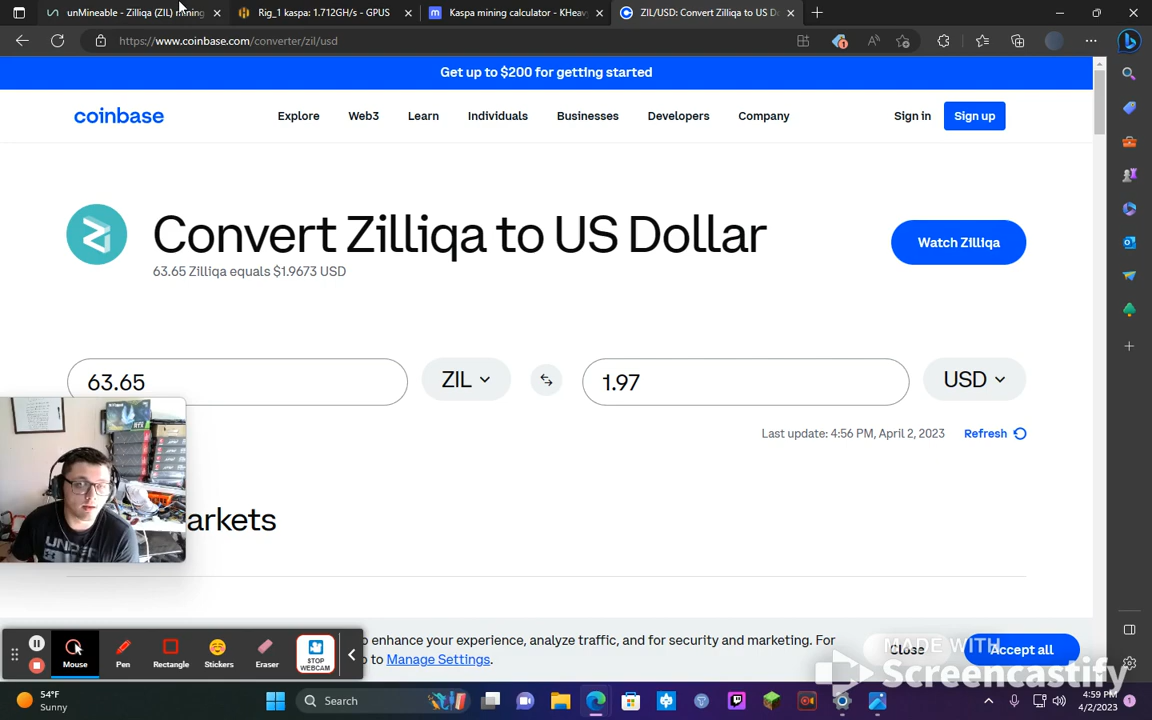 unMineable - Zilliqa (ZIL) mining
Rig_1 kaspa: 1.712GH/s - GPUS
Kaspa mining calculator - KHeavy
ZIL/USD: Convert Zilliqa to US D
https://www.coinbase.com/converter/zil/usd
Get up to $200 for getting started
coinbase
Explore
Web3
Learn
Individuals
Businesses
Developers
Company
Sign in
Sign up
Convert Zilliqa to US Dollar
63.65 Zilliqa equals $1.9673 USD
Watch Zilliqa
63.65
ZIL
1.97
USD
Last update: 4:56 PM, April 2, 2023
Refresh
arkets
o enhance your experience, analyze traffic, and for security and marketing. For
o to Manage Settings.
Close
Accept all
MADE WITH
Screencastify
Mouse
Pen
Rectangle
Stickers
Eraser
STOP
WEBCAM
54°F
Sunny
Search
4:59 PM
4/2/2023
1